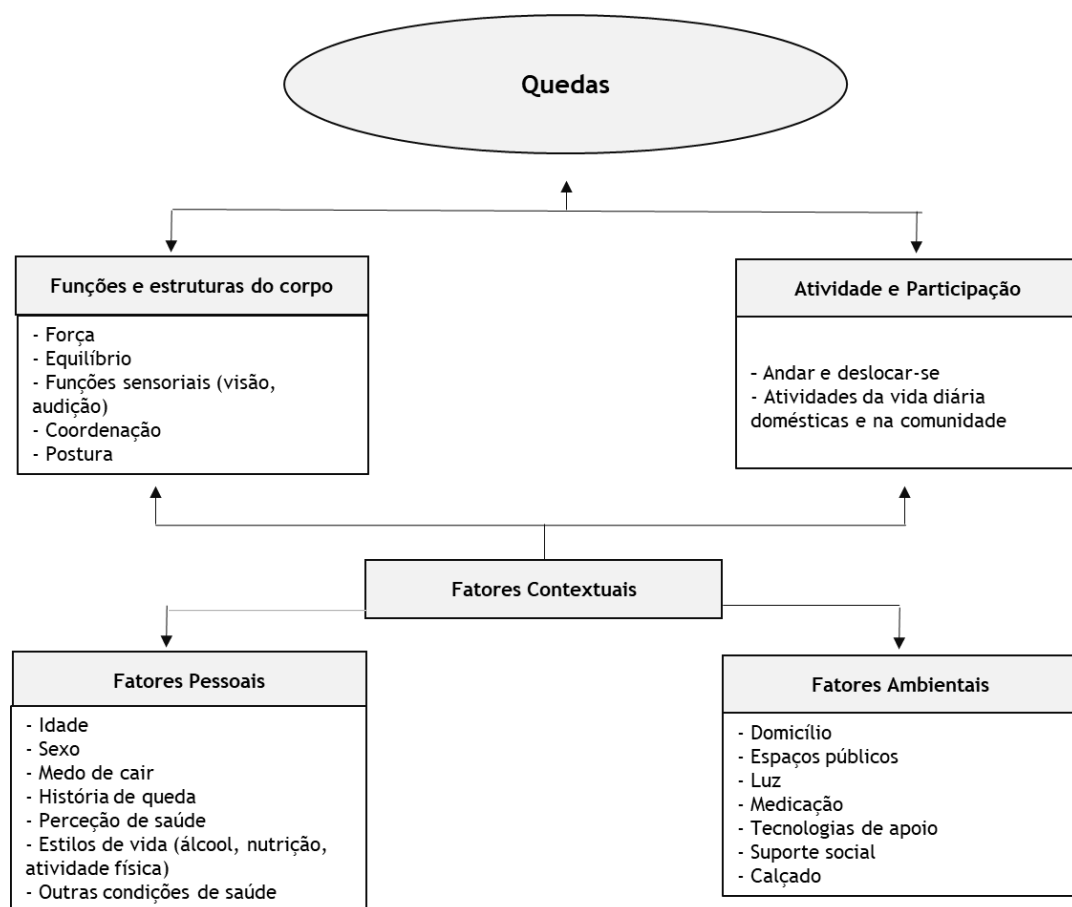 Quedas
Funções e estruturas do corpo
- Força
- Equilíbrio
- Funções sensoriais (visão,
audição)
- Coordenação
- Postura
Atividade e Participação
- Andar e deslocar-se
- Atividades da vida diária
domésticas e na comunidade
Fatores Contextuais
Fatores Pessoais
- Idade
- Sexo
- Medo de cair
- História de queda
- Perceção de saúde
- Estilos de vida (álcool, nutrição,
atividade física)
- Outras condições de saúde
Fatores Ambientais
- Domicílio
- Espaços públicos
- Luz
- Medicação
- Tecnologias de apoio
- Suporte social
- Calçado